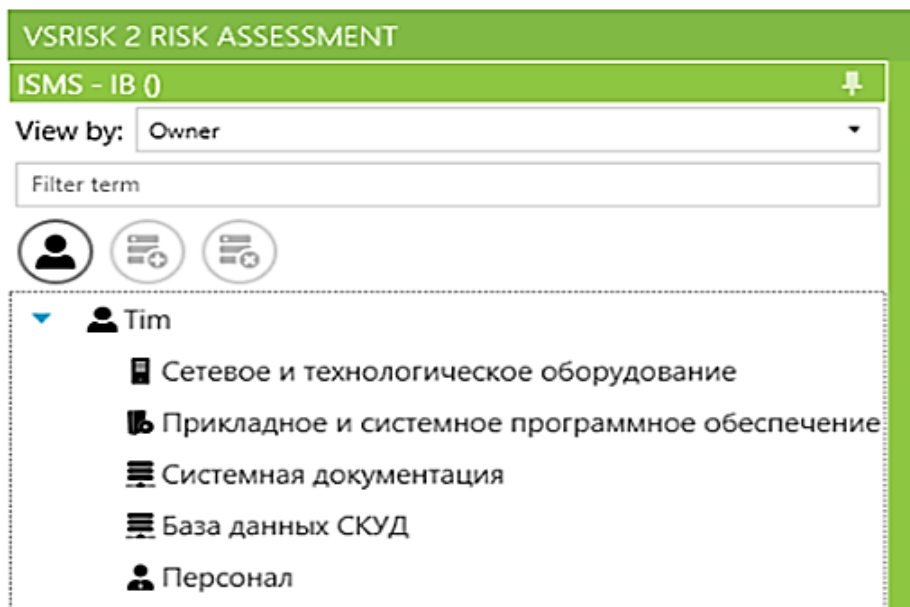 VSRISK 2 RISK ASSESSMENT
ISMS - IB ()
View by: Owner
Filter term
Tim
Сетевое и технологическое оборудование
Прикладное и системное программное обеспечение
Системная документация
База данных СКУД
Персонал